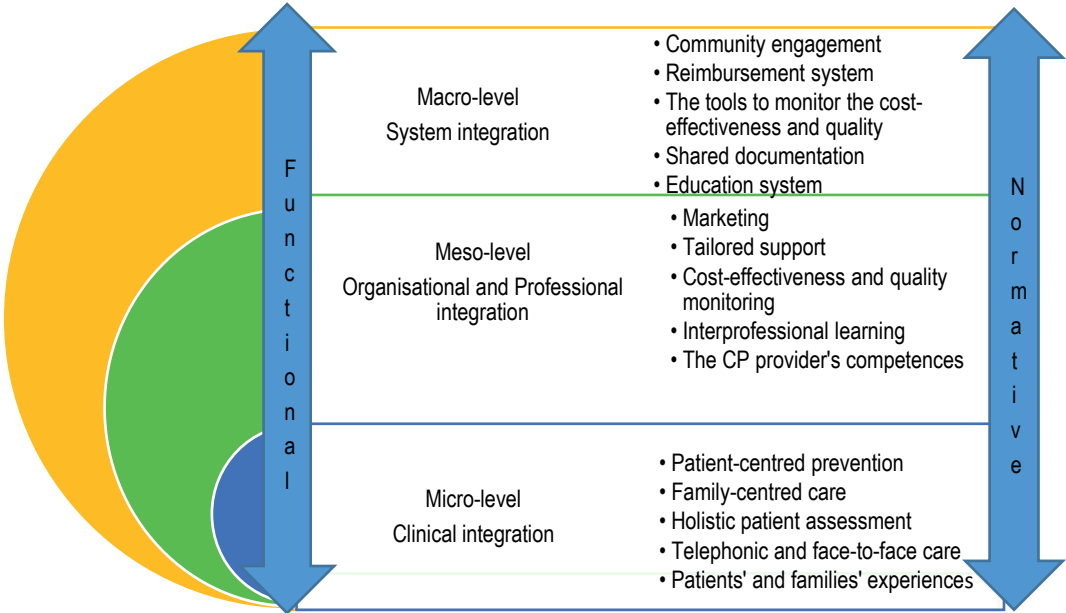 Functional
Macro-level
System integration
• Community engagement
• Reimbursement system
• The tools to monitor the cost-
effectiveness and quality
• Shared documentation
• Education system
Meso-level
Organisational and Professional
integration
• Marketing
• Tailored support
• Cost-effectiveness and quality
monitoring
• Interprofessional learning
• The CP provider's competences
Micro-level
Clinical integration
• Patient-centred prevention
• Family-centred care
• Holistic patient assessment
• Telephonic and face-to-face care
• Patients' and families' experiences
Normative